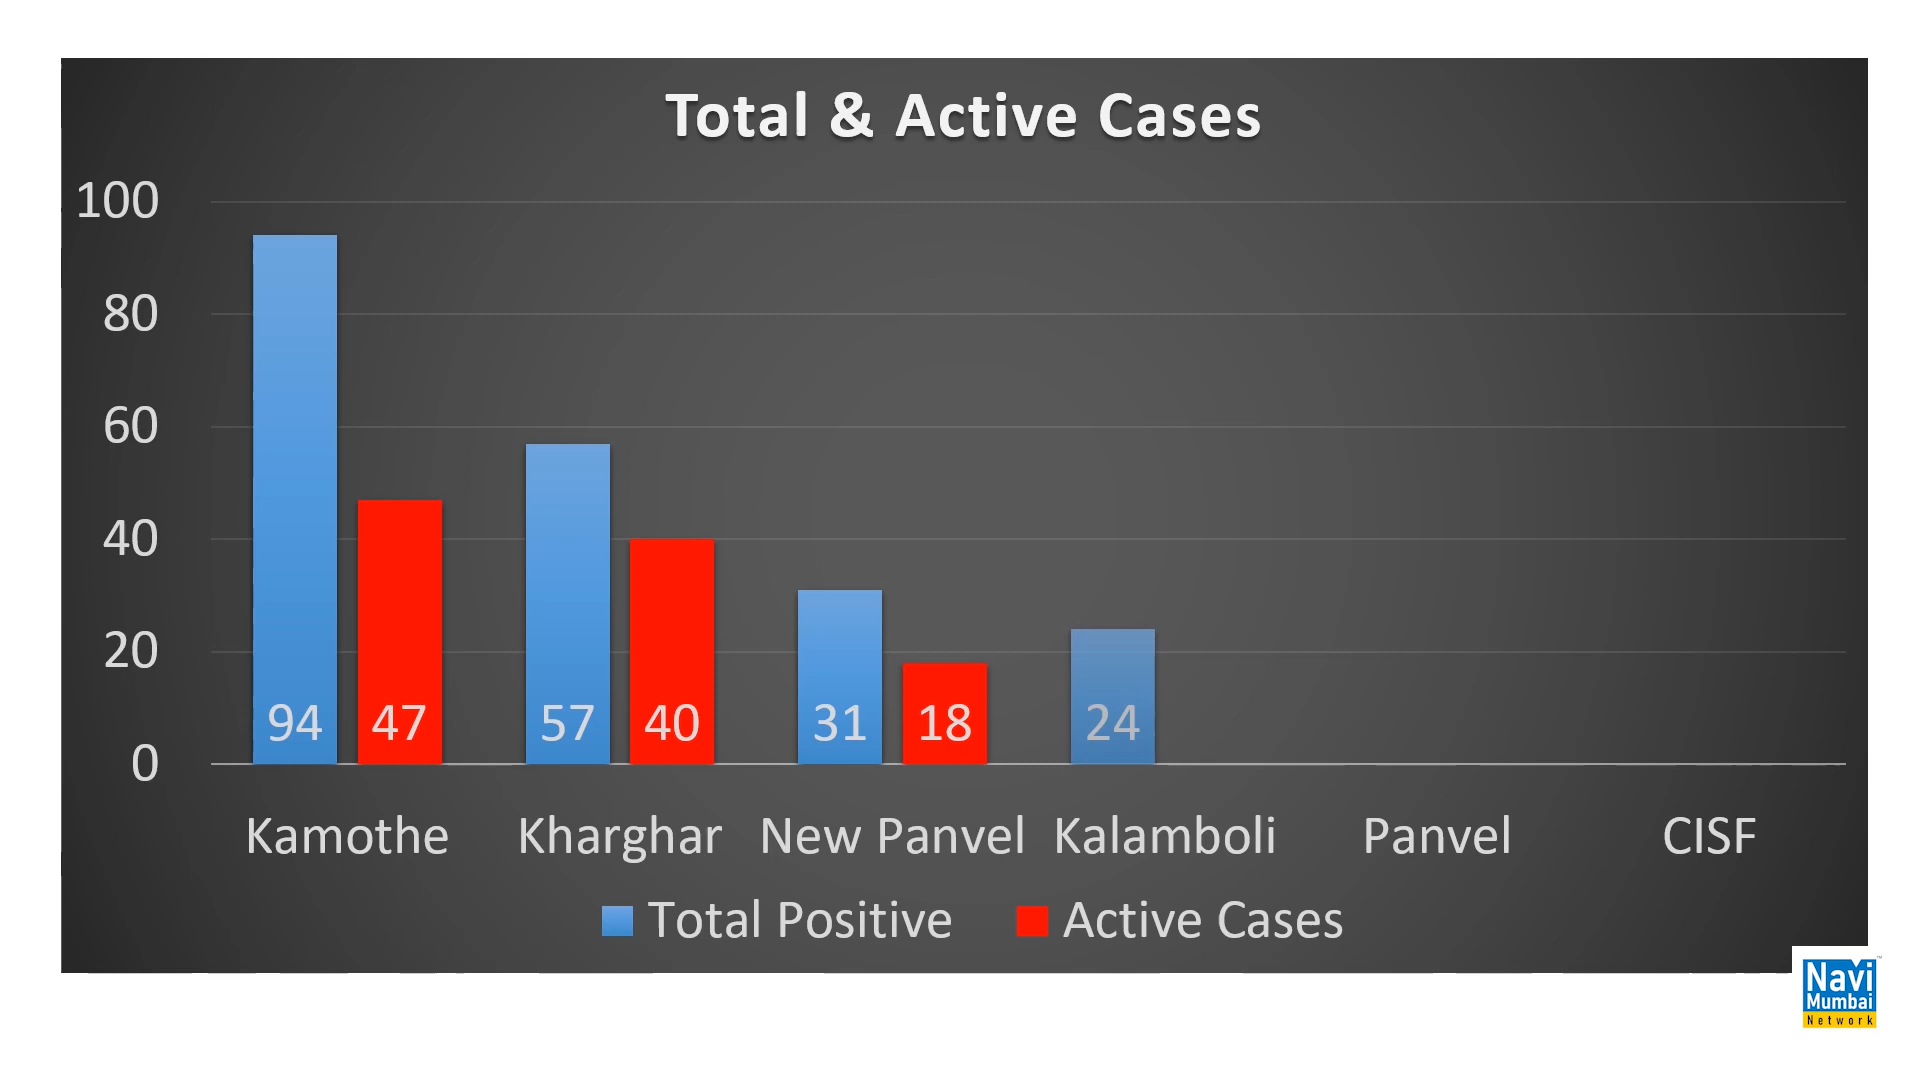 Total & Active Cases
100
80
60
40
20
0
94 47 57 40 31 18 24
Kamothe Kharghar New Panvel Kalamboli Panvel CISF
Total Positive Active Cases
Navi
Mumbai
Network